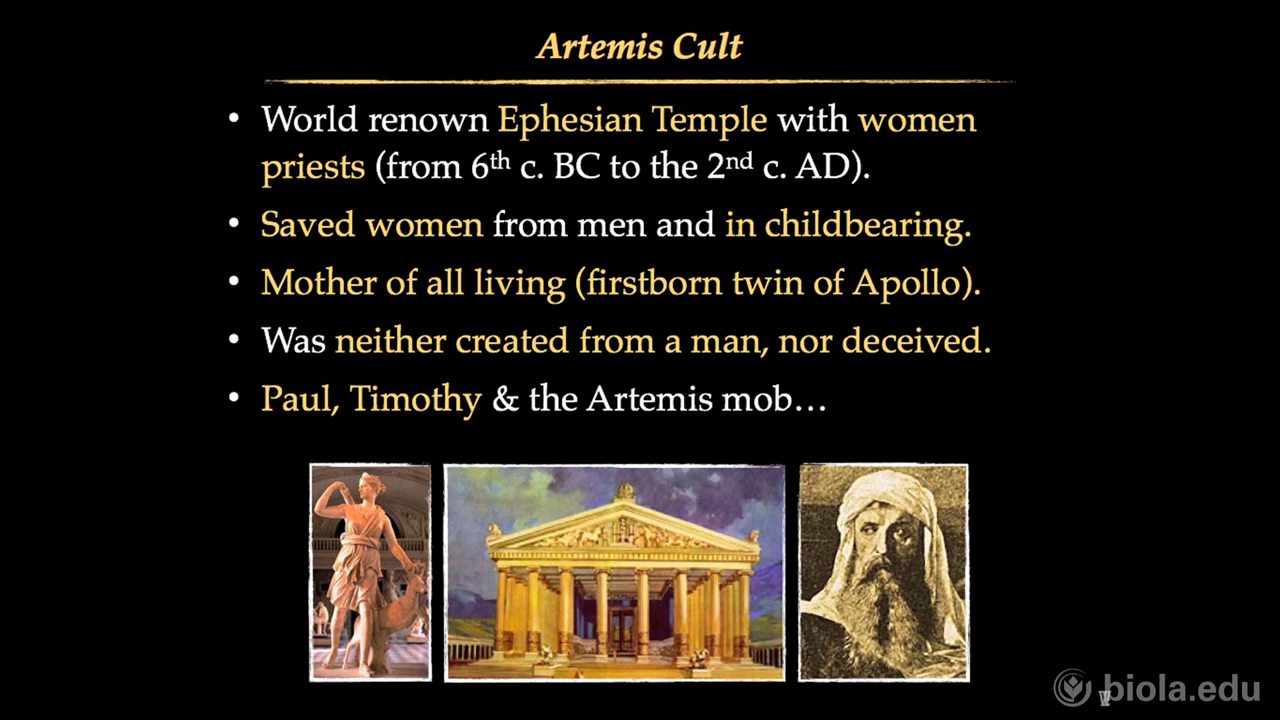 Artemis Cult
• World renown Ephesian Temple with women
priests (from 6th c. BC to the 2nd c. AD).
• Saved women from men and in childbearing.
• Mother of all living (firstborn twin of Apollo).
• Was neither created from a man, nor deceived.
• Paul, Timothy & the Artemis mob…
biola.edu